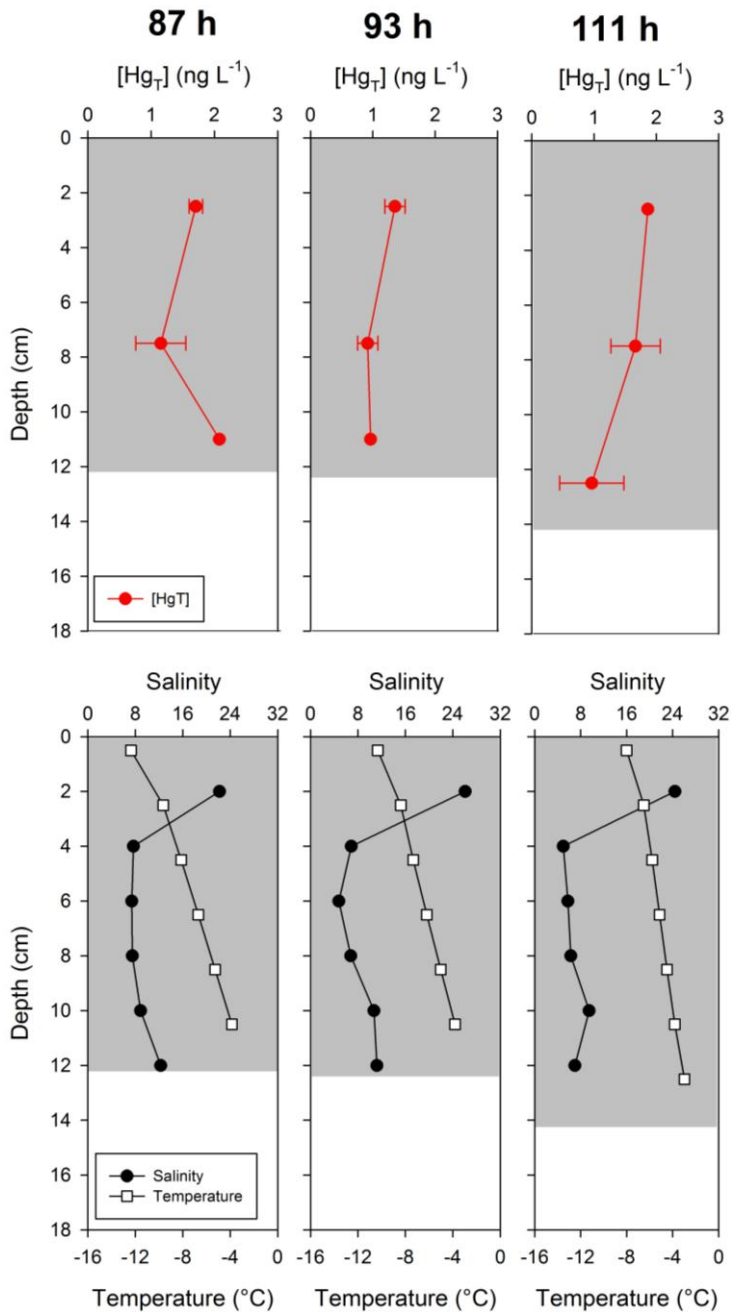 87 h 93 h 111 h
[HgT] (ng L-1) [HgT] (ng L-1) [HgT] (ng L-1)
0 1 2 3 0 1 2 3 0 1 2 3
0
2
4
6
8
10
12
14
16
18
Depth (cm)
[HgT]
Salinity Salinity Salinity
0 8 16 24 32 0 8 16 24 32 0 8 16 24 32
0
2
4
6
8
10
12
14
16
18
Depth (cm)
Salinity
Temperature
-16 -12 -8 -4 -16 -12 -8 -4 0 -16 -12 -8 -4 0
Temperature (°C) Temperature (°C) Temperature (°C)